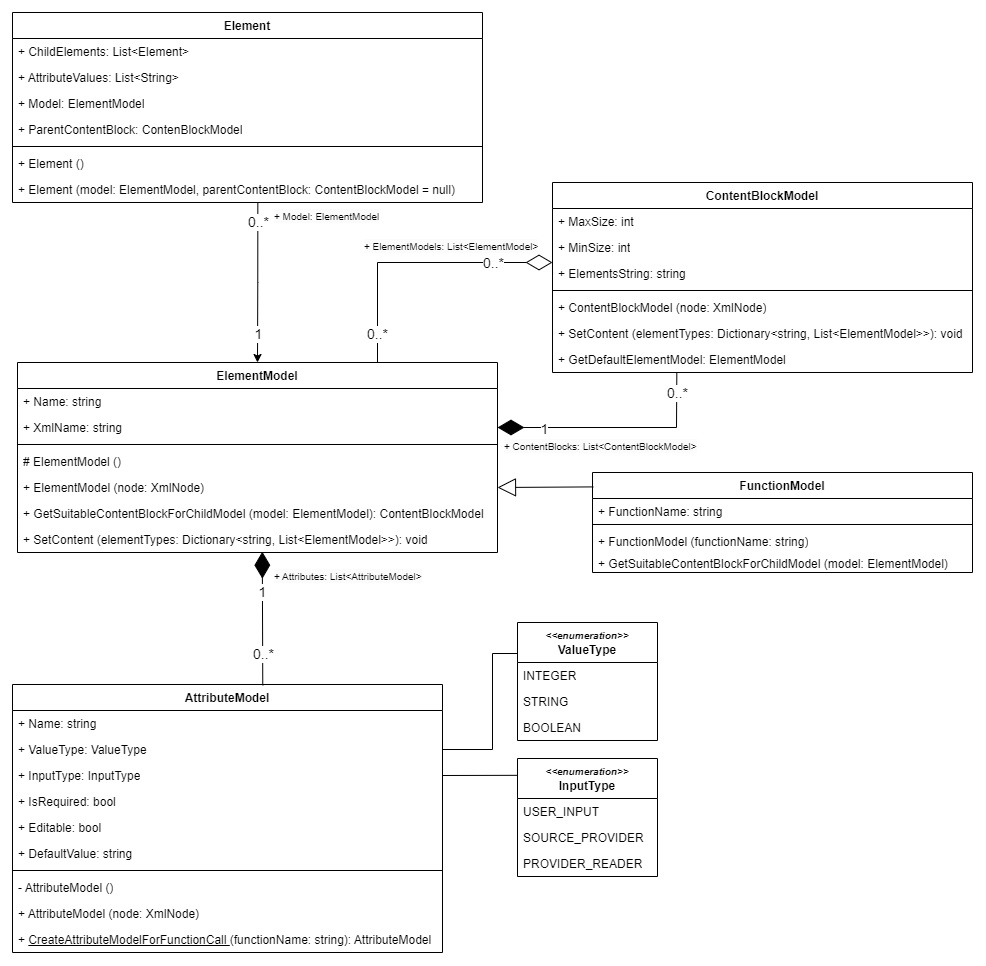 Element
+ ChildElements: List<Element>
+ AttributeValues: List<String>
+ Model: ElementModel
+ ParentContentBlock: ContenBlockModel
+ Element ()
+ Element (model: ElementModel, parentContentBlock: ContentBlockModel = null)
0..*
+ Model: ElementModel
1
ContentBlockModel
+ MaxSize: int
+ MinSize: int
+ ElementsString: string
+ ContentBlockModel (node: XmlNode)
+ SetContent (elementTypes: Dictionary<string, List<ElementModel>>): void
+ GetDefaultElementModel: ElementModel
+ ElementModels: List<ElementModel>
0..*
0..*
0..*
1
+ ContentBlocks: List<ContentBlockModel>
ElementModel
+ Name: string
+ XmlName: string
# ElementModel ()
+ ElementModel (node: XmlNode)
+ GetSuitableContentBlockForChildModel (model: ElementModel): ContentBlockModel
+ SetContent (elementTypes: Dictionary<string, List<ElementModel>>): void
FunctionModel
+ FunctionName: string
+ FunctionModel (functionName: string)
+ GetSuitableContentBlockForChildModel (model: ElementModel)
+ Attributes: List<AttributeModel>
1
0..*
AttributeModel
+ Name: string
+ ValueType: ValueType
+ InputType: InputType
+ IsRequired: bool
+ Editable: bool
+ DefaultValue: string
- AttributeModel ()
+ AttributeModel (node: XmlNode)
+ CreateAttributeModelForFunctionCall (functionName: string): AttributeModel
<<enumeration>>
ValueType
INTEGER
STRING
BOOLEAN
<<enumeration>>
InputType
USER_INPUT
SOURCE_PROVIDER
PROVIDER_READER